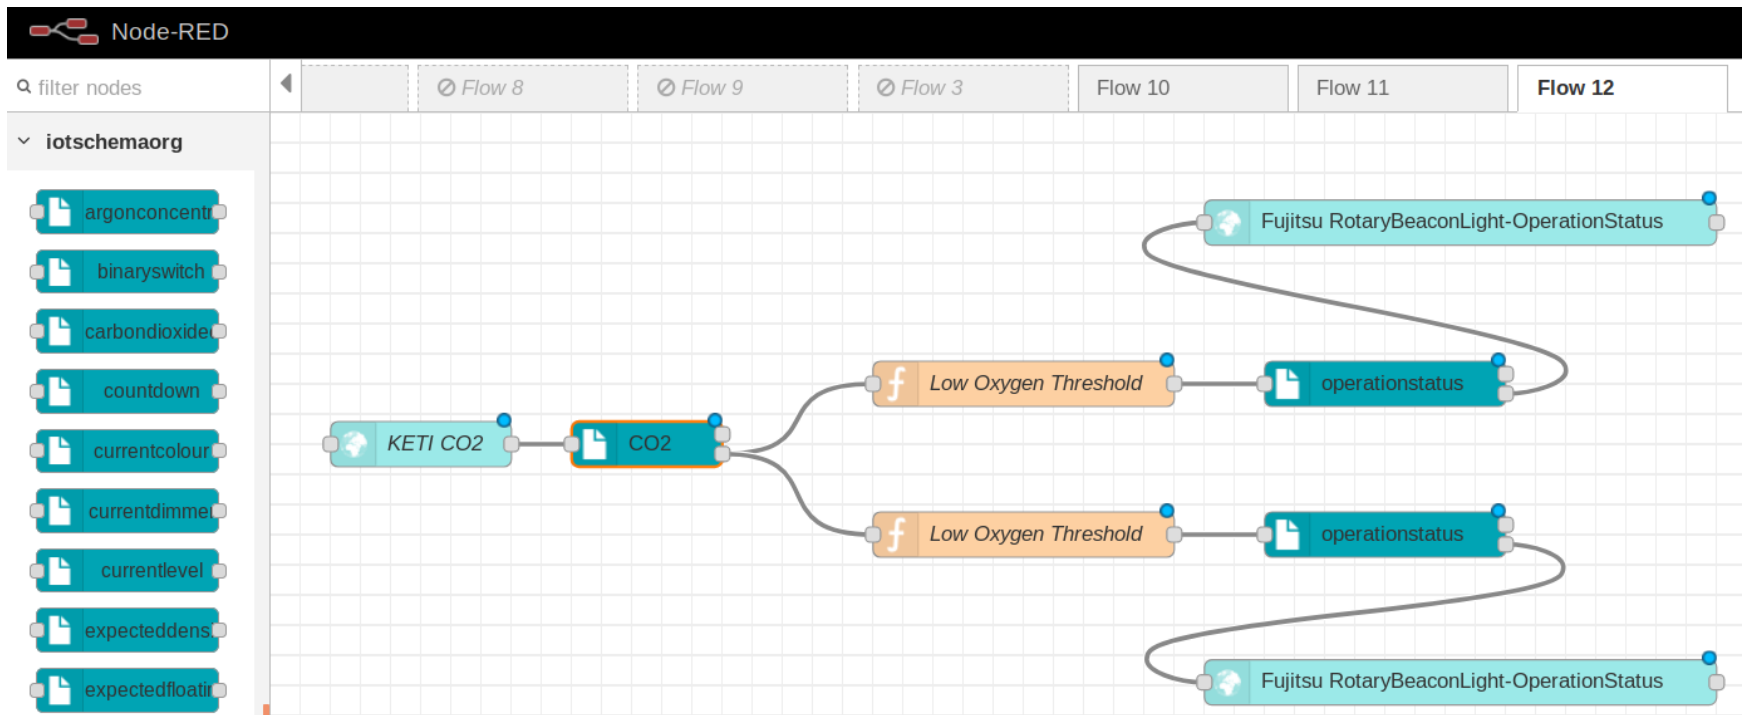 Node-RED
filter nodes
Flow 8
Flow 9
Flow 3
Flow 10
Flow 11
Flow 12
iotschemaorg
argonconcentr
binaryswitch
carbondioxide
countdown
currentcolour
currentdimmer
currentlevel
expecteddens
expectedfloatin
Fujitsu RotaryBeaconLight-OperationStatus
Low Oxygen Threshold
operationstatus
KETI CO2
CO2
Low Oxygen Threshold
operationstatus
Fujitsu RotaryBeaconLight-OperationStatus